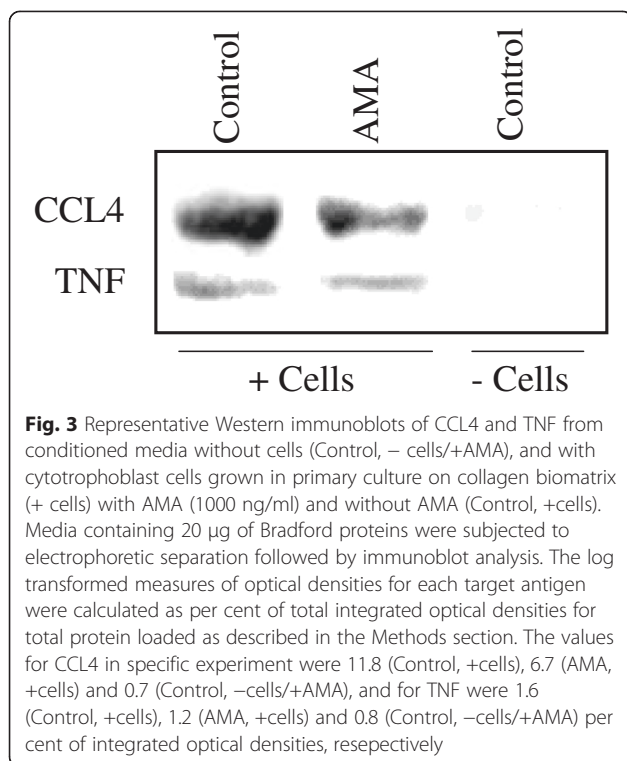 Control
AMA
Control
CCL4
TNF
+ Cells
- Cells
Fig. 3 Representative Western immunoblots of CCL4 and TNF from
conditioned media without cells (Control, − cells/+AMA), and with
cytotrophoblast cells grown in primary culture on collagen biomatrix
(+ cells) with AMA (1000 ng/ml) and without AMA (Control, +cells).
Media containing 20 μg of Bradford proteins were subjected to
electrophoretic separation followed by immunoblot analysis. The log
transformed measures of optical densities for each target antigen
were calculated as per cent of total integrated optical densities for
total protein loaded as described in the Methods section. The values
for CCL4 in specific experiment were 11.8 (Control, +cells), 6.7 (AMA,
+cells) and 0.7 (Control, −cells/+AMA), and for TNF were 1.6
(Control, +cells), 1.2 (AMA, +cells) and 0.8 (Control, −cells/+AMA) per
cent of integrated optical densities, resepectively